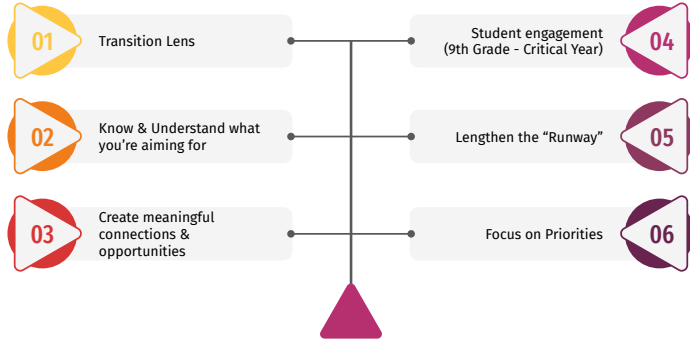 01
Transition Lens
02
Know & Understand what
you're aiming for
03
Create meaningful
connections &
opportunities
Student engagement
(9th Grade - Critical Year)
04
Lengthen the “Runway”
05
Focus on Priorities
06